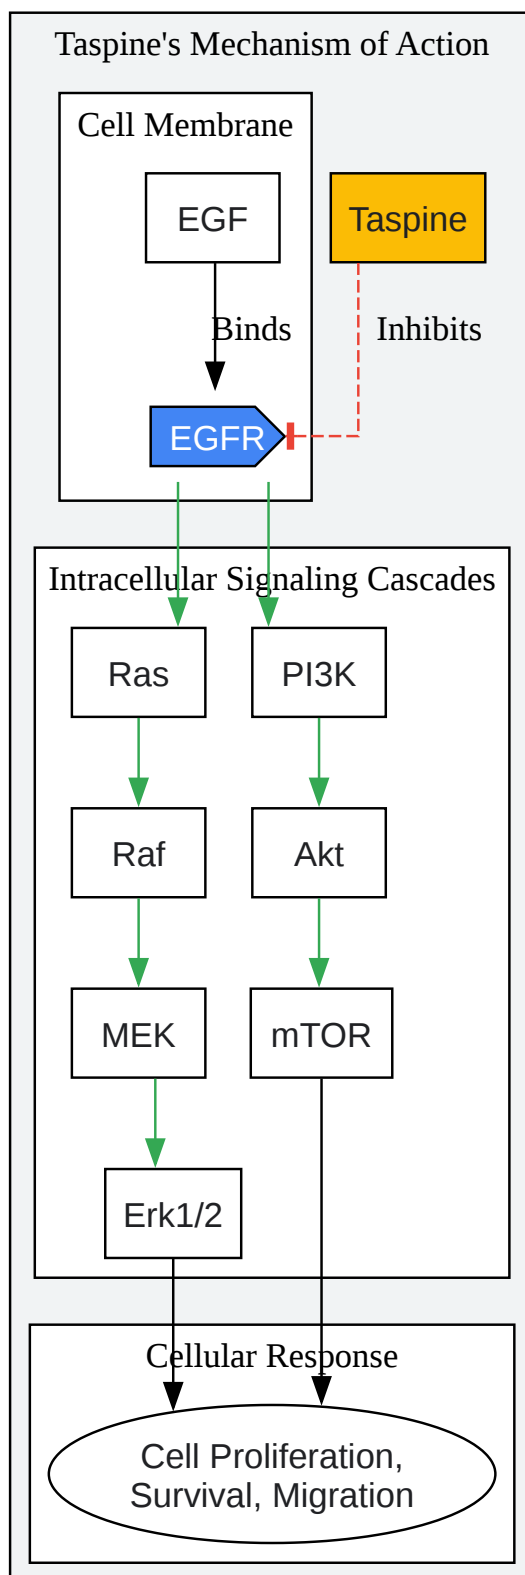 Taspine's Mechanism of Action
Cell Membrane
EGF
Taspine
Binds
Inhibits
EGFR
Intracellular Signaling Cascades
Ras
PI3K
Raf
Akt
MEK
mTOR
Erk1/2
Cellular Response
Cell Proliferation,
Survival, Migration